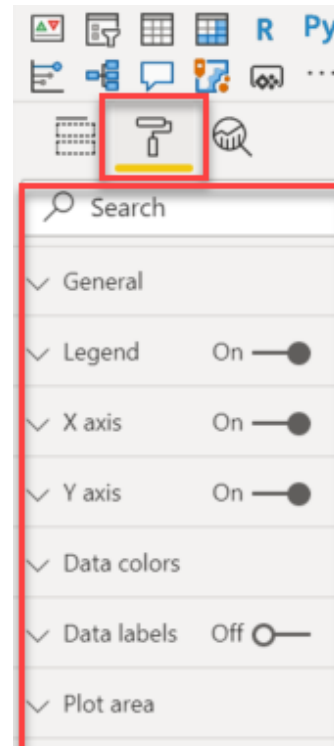 R Py
Search
General
Legend On
X axis On
Y axis On
Data colors
Data labels Off
Plot area